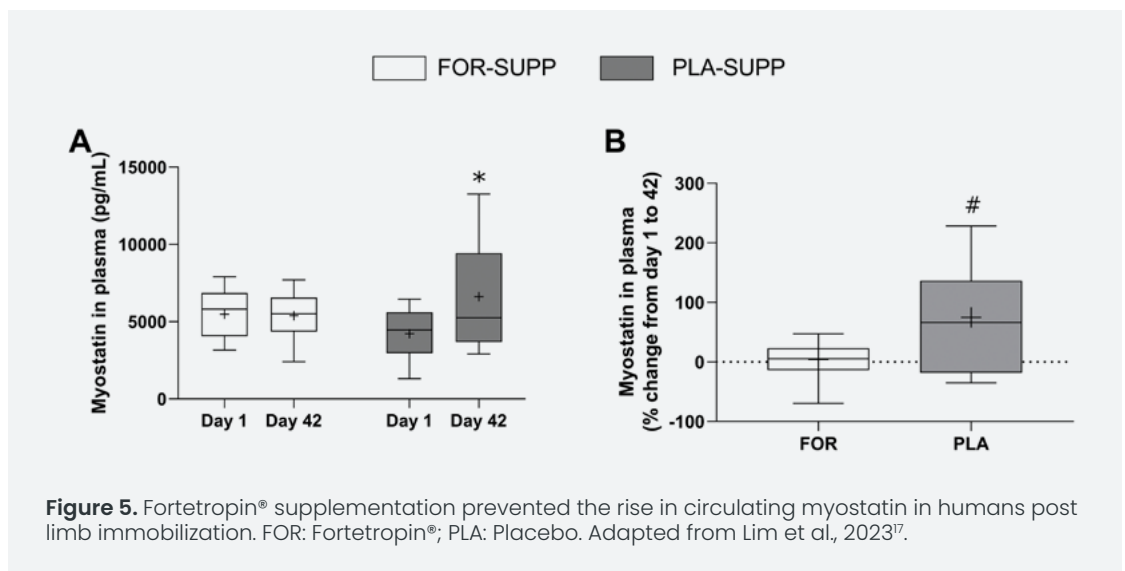 FOR-SUPP PLA-SUPP
A
Myostatin in plasma (pg/mL)
15000
10000
5000
0
*
Day 1 Day 42 Day 1 Day 42
B
Myostatin in plasma
(% change from day 1 to 42)
300
200
100
0
-100
#
FOR PLA
Figure 5. Fortetropin® supplementation prevented the rise in circulating myostatin in humans post
limb immobilization. FOR: Fortetropin®; PLA: Placebo. Adapted from Lim et al., 2023¹⁷.